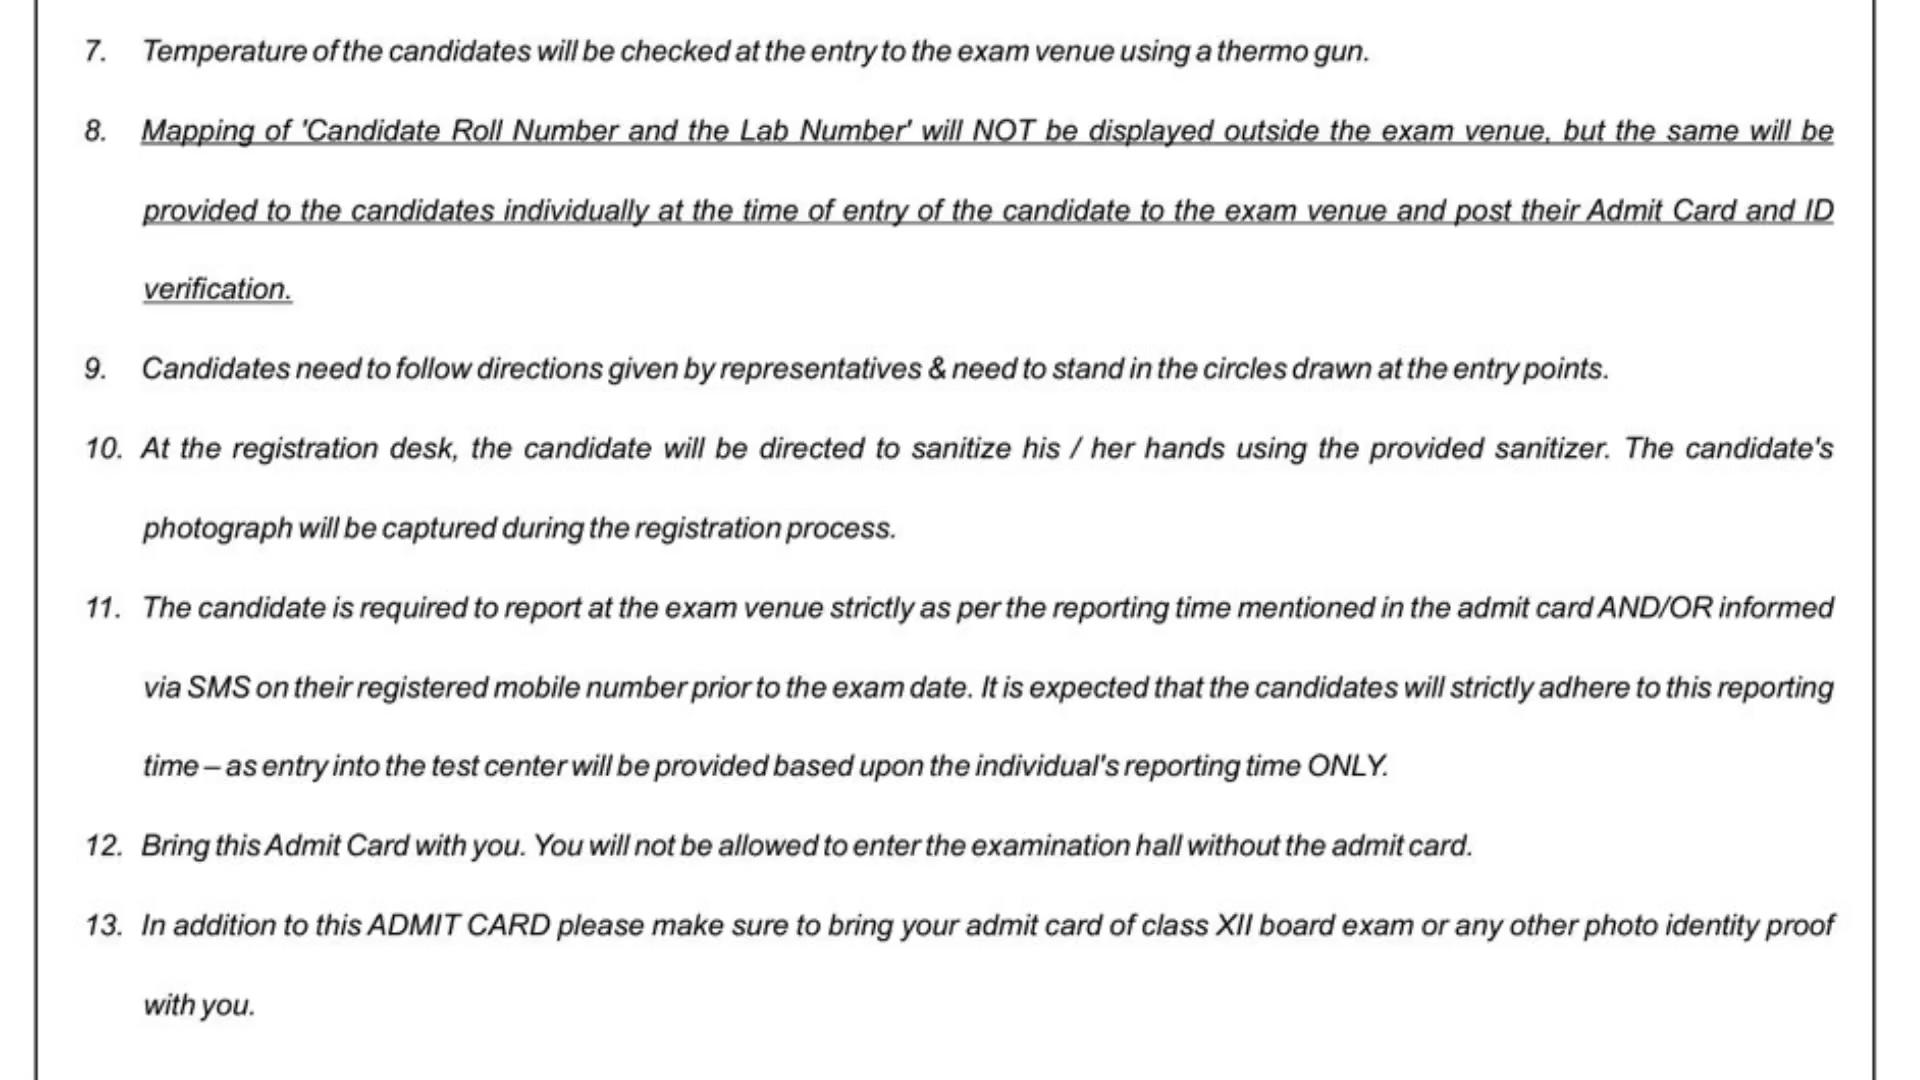 7. Temperature of the candidates will be checked at the entry to the exam venue using a thermo gun.
8. Mapping of 'Candidate Roll Number and the Lab Number' will NOT be displayed outside the exam venue, but the same will be
provided to the candidates individually at the time of entry of the candidate to the exam venue and post their Admit Card and ID
verification.
9. Candidates need to follow directions given by representatives & need to stand in the circles drawn at the entry points.
10. At the registration desk, the candidate will be directed to sanitize his / her hands using the provided sanitizer. The candidate's
photograph will be captured during the registration process.
11. The candidate is required to report at the exam venue strictly as per the reporting time mentioned in the admit card AND/OR informed
via SMS on their registered mobile number prior to the exam date. It is expected that the candidates will strictly adhere to this reporting
time – as entry into the test center will be provided based upon the individual's reporting time ONLY.
12. Bring this Admit Card with you. You will not be allowed to enter the examination hall without the admit card.
13. In addition to this ADMIT CARD please make sure to bring your admit card of class XII board exam or any other photo identity proof
with you.